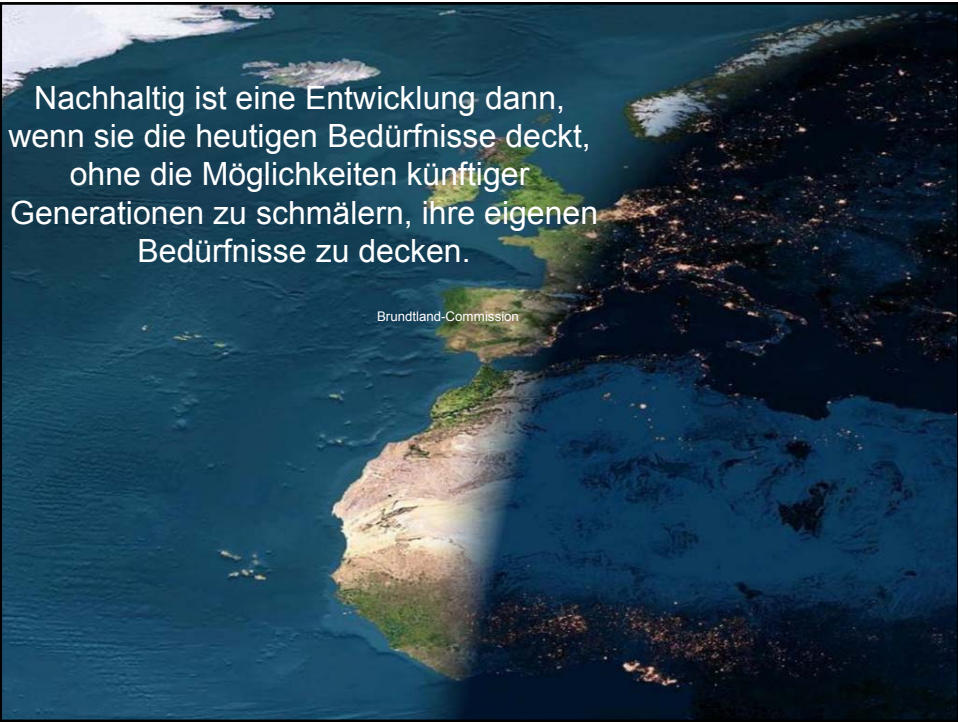 Nachhaltig ist eine Entwicklung dann,
wenn sie die heutigen Bedürfnisse deckt,
ohne die Möglichkeiten künftiger
Generationen zu schmälern, ihre eigenen
Bedürfnisse zu decken.
Brundtland-Commission